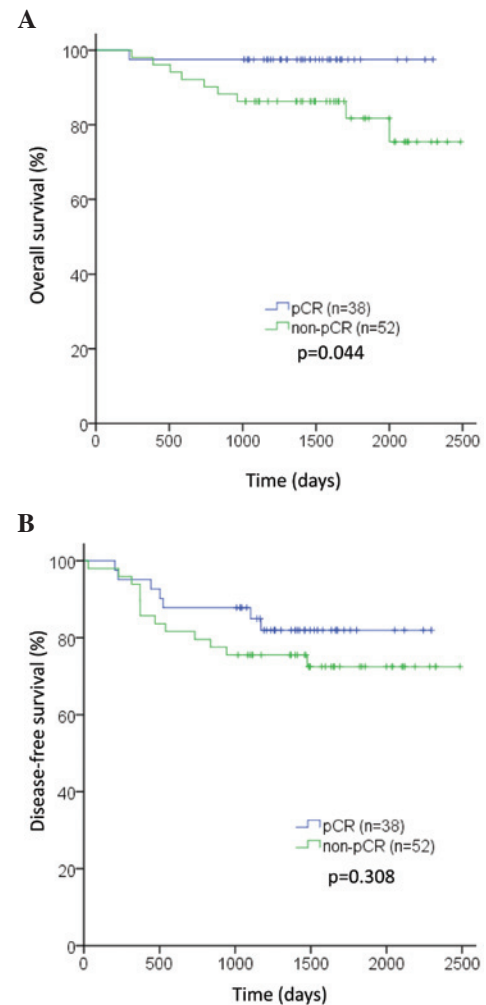 A
100
80
60
40
20
0
Overall survival (%)
pCR (n=38)
non-pCR (n=52)
p=0.044
0 500 1000 1500 2000 2500
Time (days)
B
100
80
60
40
20
0
Disease-free survival (%)
pCR (n=38)
non-pCR (n=52)
p=0.308
0 500 1000 1500 2000 2500
Time (days)